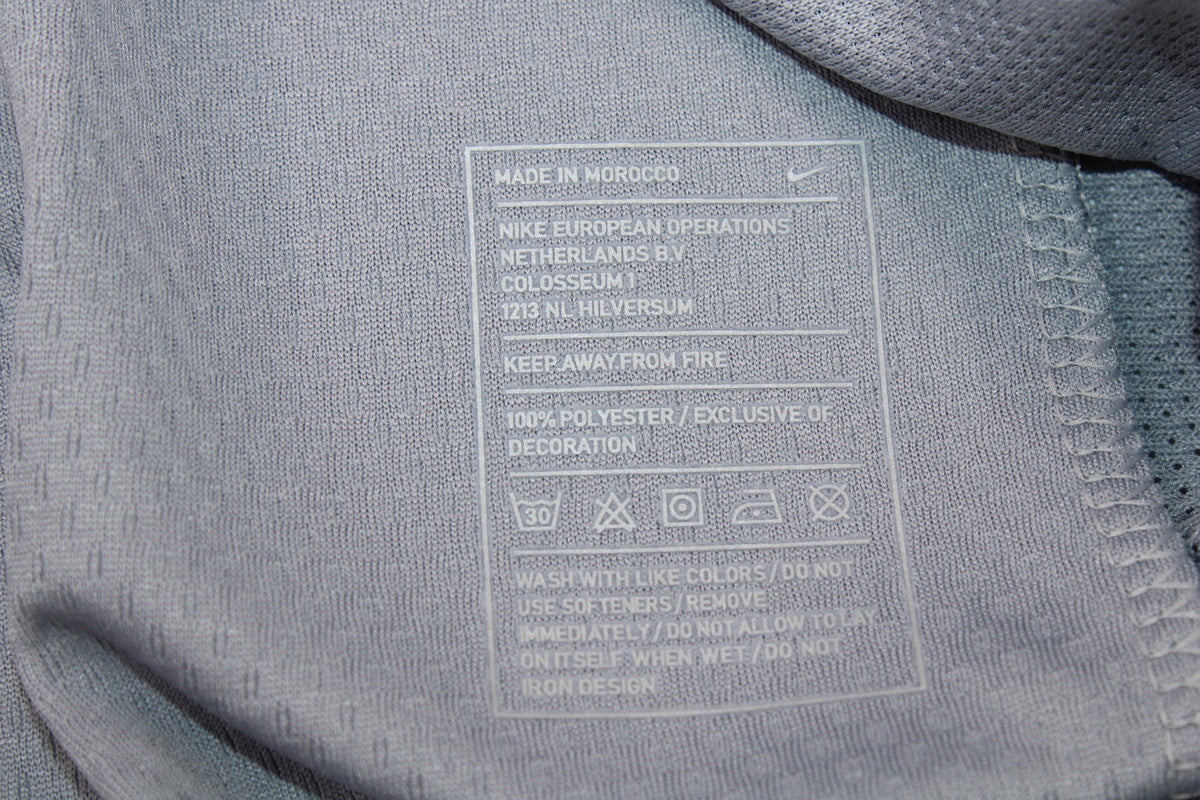 MADE IN MOROCCO
NIKE EUROPEAN OPERATIONS
NETHERLANDS B.V
COLOSSEUM 1
1213 NL HILVERSUM
KEEP AWAY FROM FIRE
100% POLYESTER / EXCLUSIVE OF
DECORATION
30
WASH WITH LIKE COLORS / DO NOT
USE SOFTENERS / REMOVE
IMMEDIATELY / DO NOT ALLOW TO LAY
ON ITSELF WHEN WET / DO NOT
IRON DESIGN